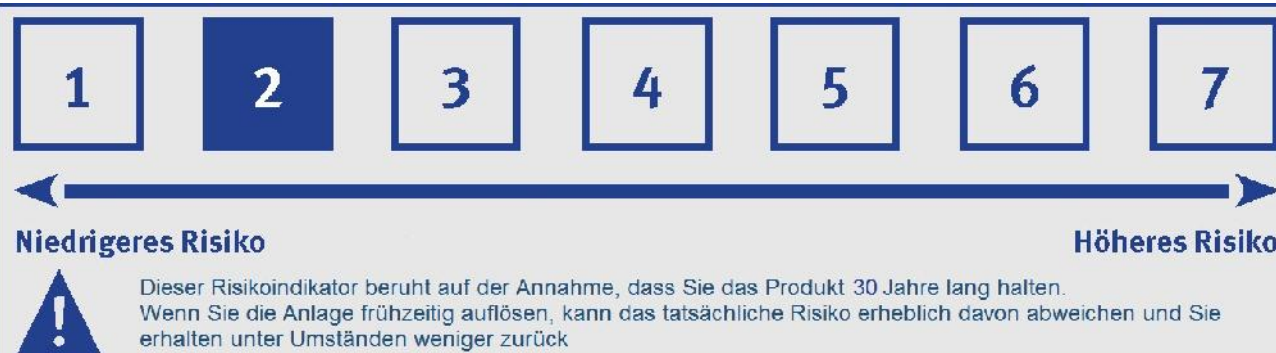 1 2 3 4 5 6 7
Niedrigeres Risiko Höheres Risiko
!
Dieser Risikoindikator beruht auf der Annahme, dass Sie das Produkt 30 Jahre lang halten.
Wenn Sie die Anlage frühzeitig auflösen, kann das tatsächliche Risiko erheblich davon abweichen und Sie
erhalten unter Umständen weniger zurück